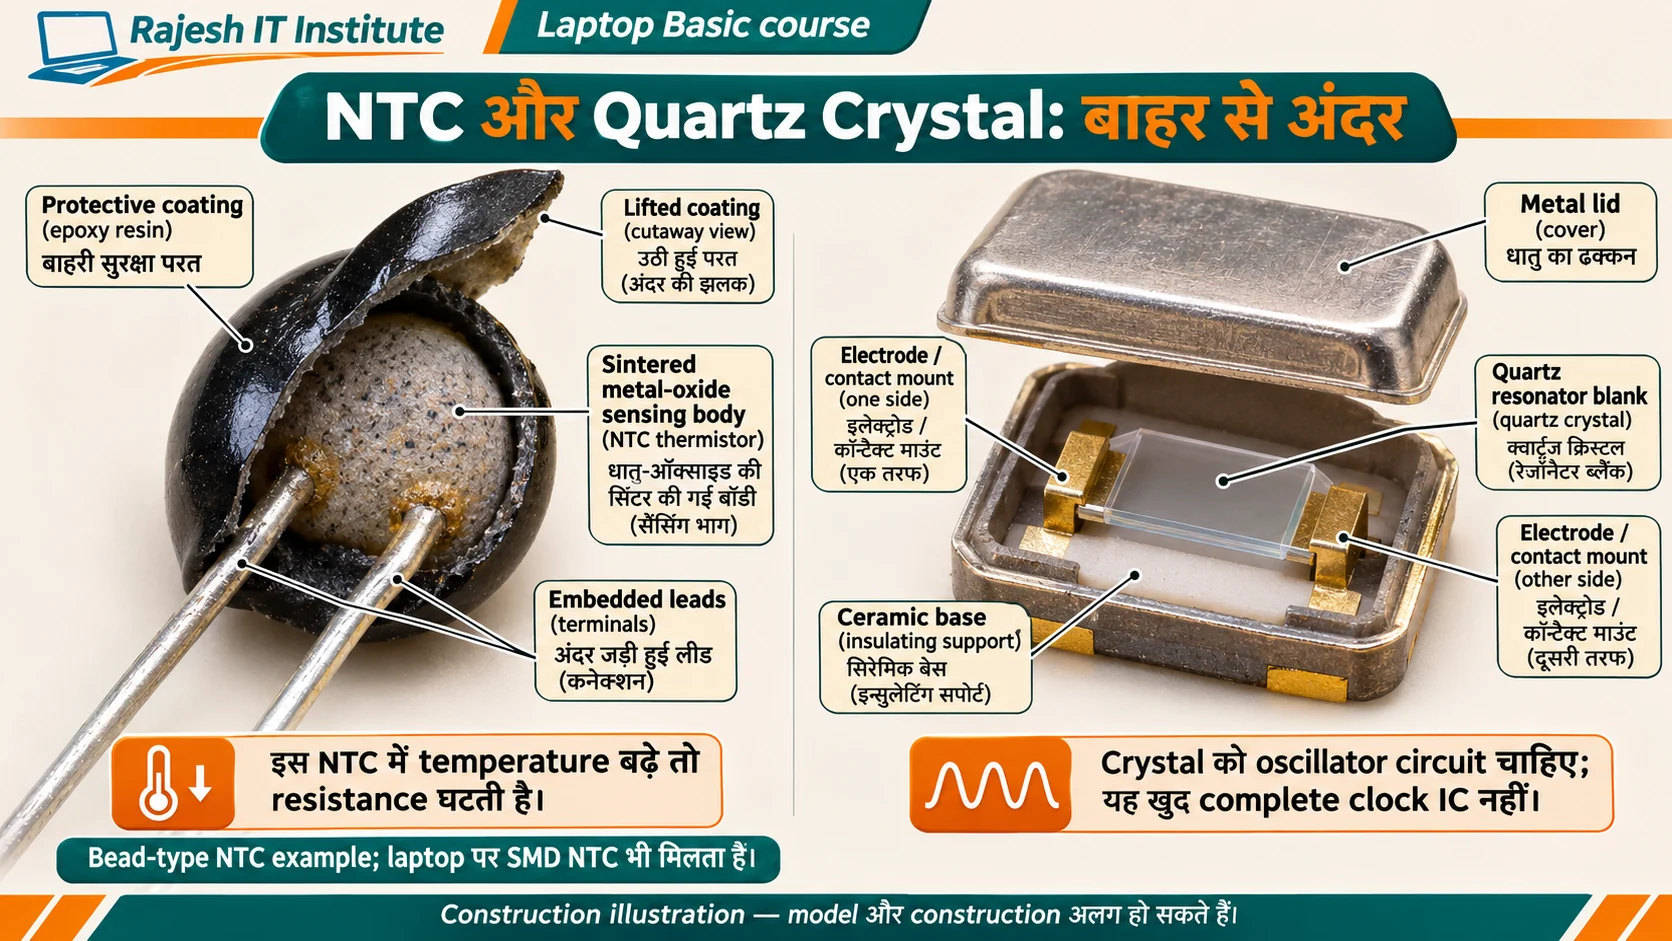 Rajesh IT Institute
Laptop Basic course
NTC और Quartz Crystal: बाहर से अंदर
Protective coating
(epoxy resin)
बाहरी सुरक्षा परत
Lifted coating
(cutaway view)
उठी हुई परत
(अंदर की झलक)
Sintered
metal-oxide
sensing body
(NTC thermistor)
धातु-ऑक्साइड की
सिंटर की गई बॉडी
(सैंसिंग भाग)
Embedded leads
(terminals)
अंदर जड़ी हुई लीड
(कनेक्शन)
इस NTC में temperature बढ़े तो
resistance घटती है।
Bead-type NTC example; laptop पर SMD NTC भी मिलता हैं।
Metal lid
(cover)
धातु का ढक्कन
Electrode /
contact mount
(one side)
इलेक्ट्रोड /
कॉन्टैक्ट माउंट
(एक तरफ)
Quartz
resonator blank
(quartz crystal)
क्वार्ट्ज क्रिस्टल
(रेजॉनेटर ब्लैंक)
Electrode /
contact mount
(other side)
इलेक्ट्रोड /
कॉन्टैक्ट माउंट
(दूसरी तरफ)
Ceramic base
(insulating support)
सिरेमिक बेस
(इन्सुलेटिंग सपोर्ट)
Crystal को oscillator circuit चाहिए;
यह खुद complete clock IC नहीं।
Construction illustration — model और construction अलग हो सकते हैं।